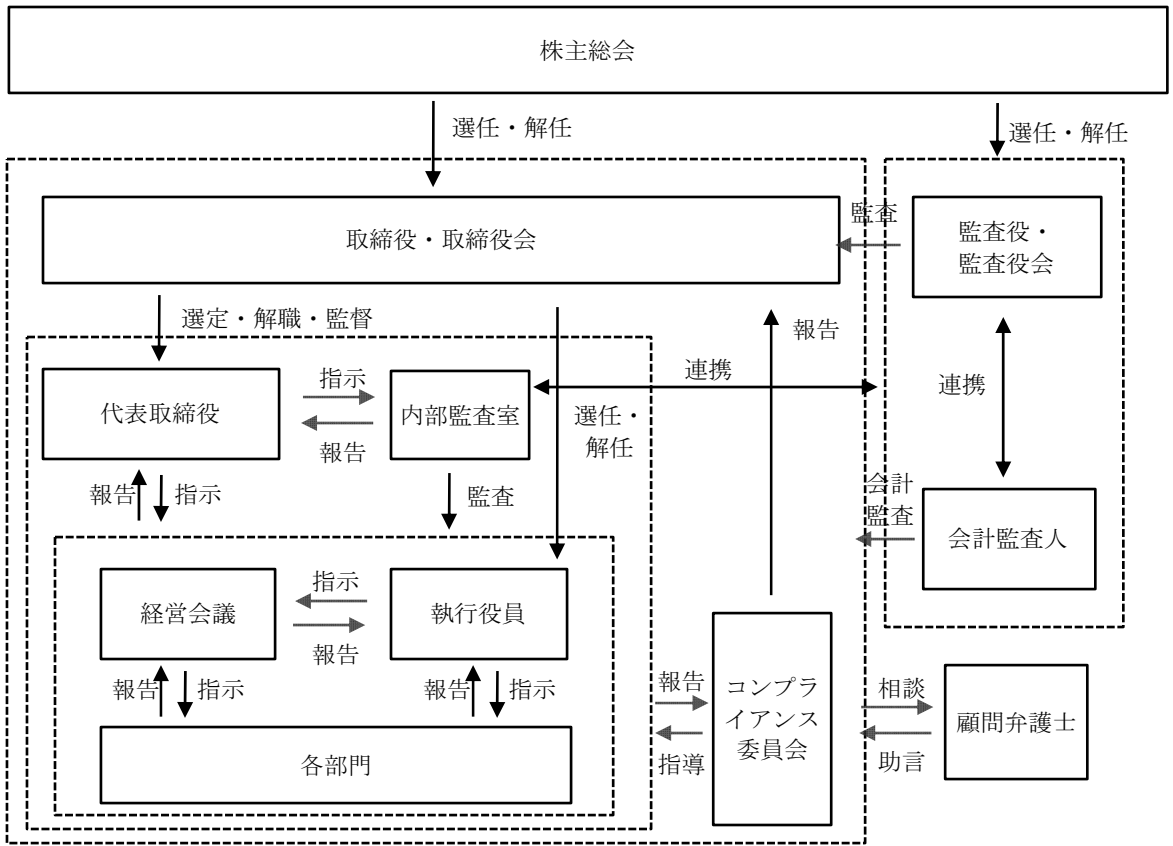 株主総会
選任・解任
選任・解任
取締役・取締役会
監査
監査役・
監査役会
選定・解職・監督
報告
連携
代表取締役
指示
報告
内部監査室
連携
選任・
解任
報告
指示
監査
会計
監査
会計監査人
経営会議
指示
報告
執行役員
報告
指示
報告
指示
各部門
報告
指導
コンプラ
イアンス
委員会
相談
助言
顧問弁護士